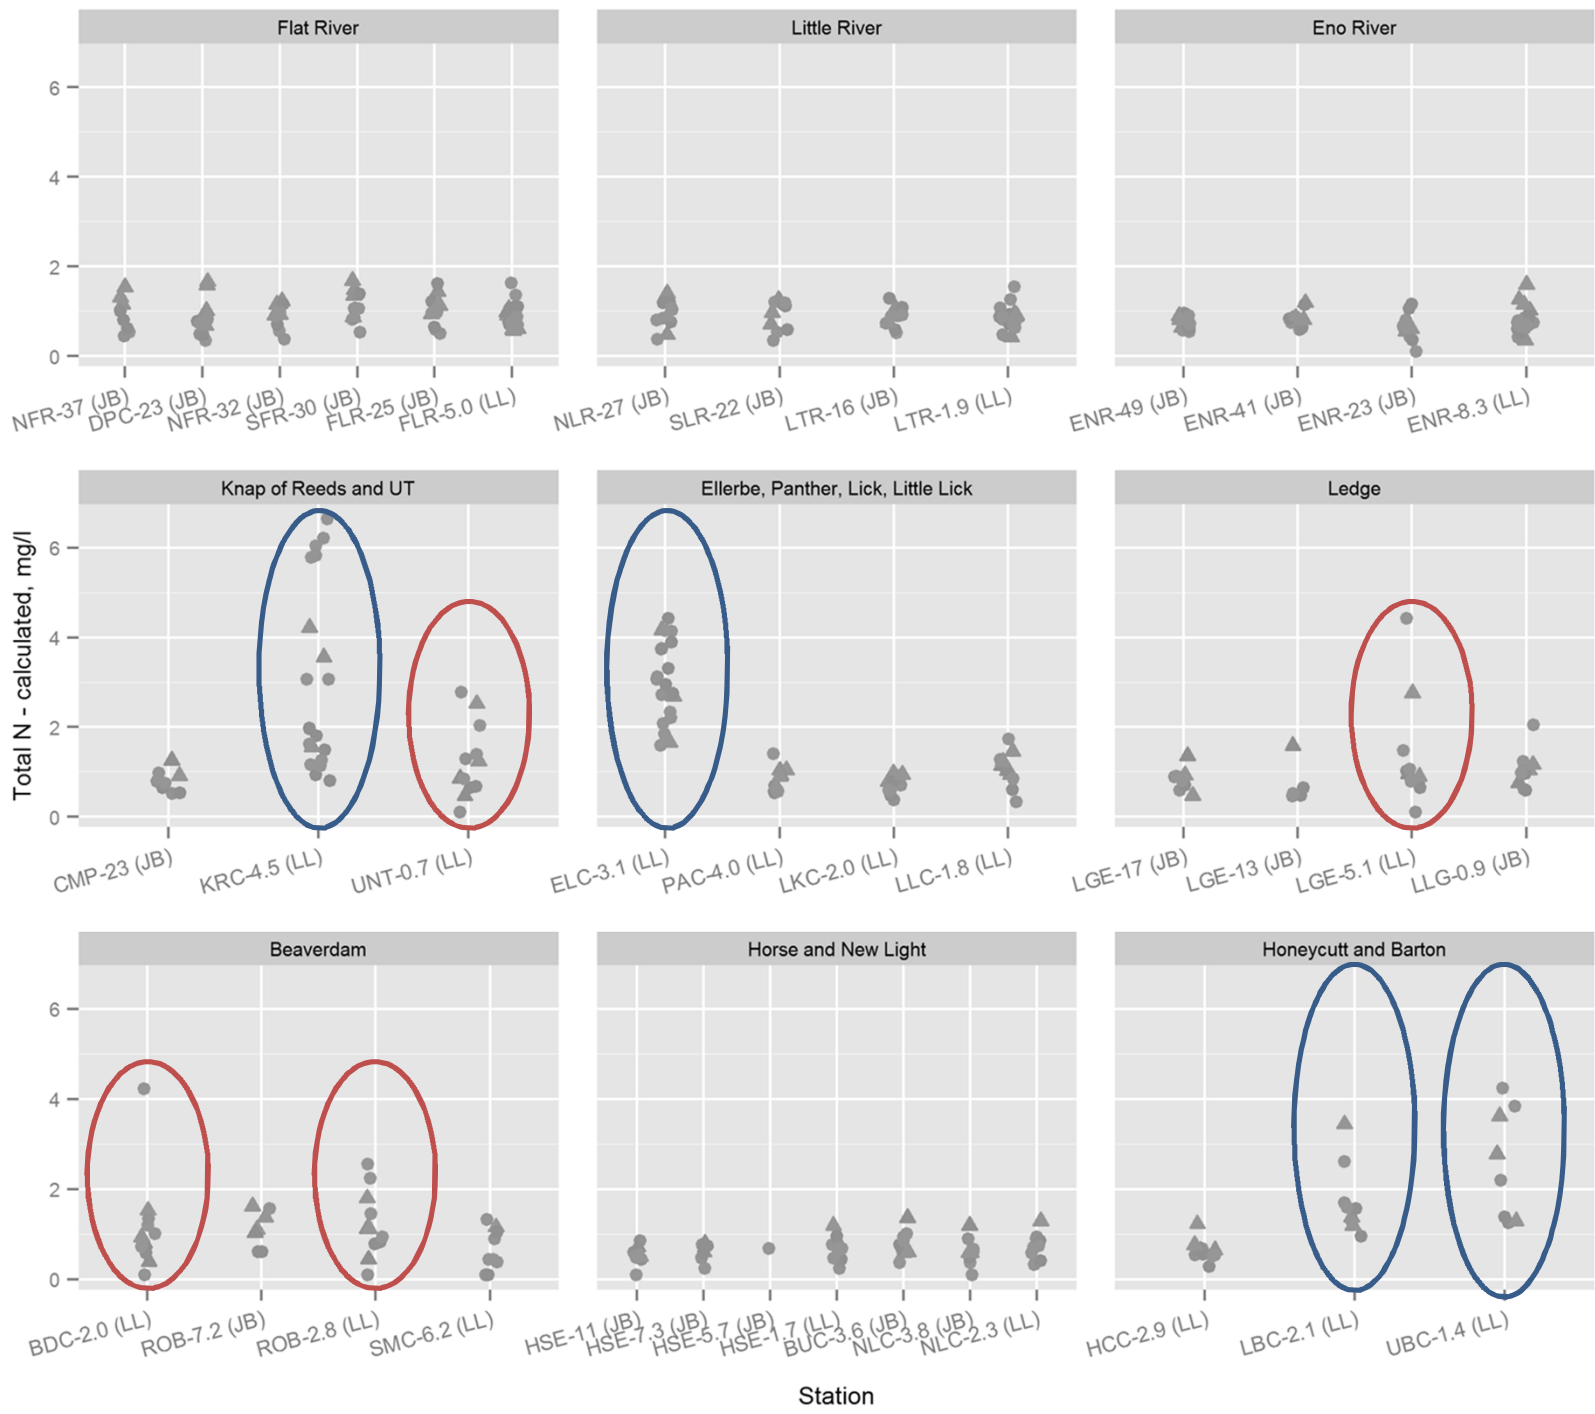 Flat River
Little River
Eno River
6
4
2
0
NFR-37 (JB)
DPC-23 (JB)
NFR-32 (JB)
SFR-30 (JB)
FLR-25 (JB)
FLR-5.0 (LL)
NLR-27 (JB)
SLR-22 (JB)
LTR-16 (JB)
LTR-1.9 (LL)
ENR-49 (JB)
ENR-41 (JB)
ENR-23 (JB)
ENR-8.3 (LL)
Total N - calculated, mg/l
Knap of Reeds and UT
Ellerbe, Panther, Lick, Little Lick
Ledge
6
4
2
0
CMP-23 (JB)
KRC-4.5 (LL)
UNT-0.7 (LL)
ELC-3.1 (LL)
PAC-4.0 (LL)
LKC-2.0 (LL)
LLC-1.8 (LL)
LGE-17 (JB)
LGE-13 (JB)
LGE-5.1 (LL)
LLG-0.9 (JB)
Beaverdam
Horse and New Light
Honeycutt and Barton
6
4
2
0
BDC-2.0 (LL)
ROB-7.2 (JB)
ROB-2.8 (LL)
SMC-6.2 (LL)
HSE-11 (JB)
HSE-7.3 (JB)
HSE-5.7 (JB)
HSE-1.7 (LL)
BUC-3.6 (JB)
NLC-3.8 (JB)
NLC-2.3 (LL)
HCC-2.9 (LL)
LBC-2.1 (LL)
UBC-1.4 (LL)
Station